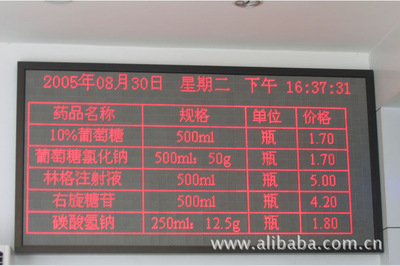 2005年08月30日 星期二 下午 16:37:31
药品名称 规格 单位 价格
10%葡萄糖 500ml 瓶 1.70
葡萄糖氯化钠 500ml: 50g 瓶 1.70
林格注射液 500ml 瓶 5.00
右旋糖苷 500ml 瓶 4.20
碳酸氢钠 250ml: 12.5g 瓶 1.80
www.alibaba.com.cn